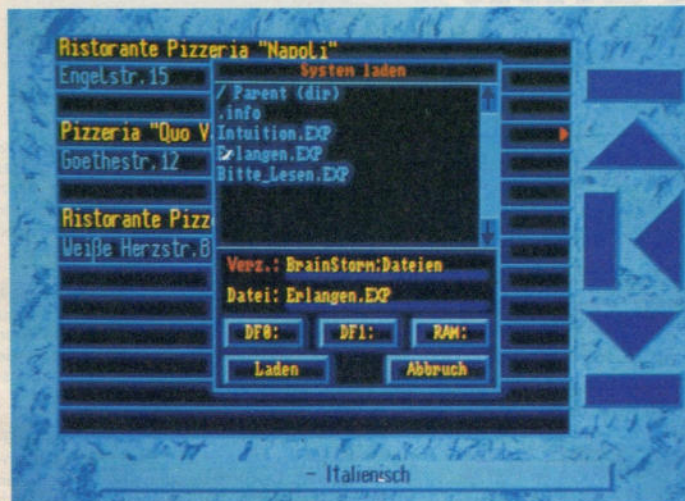 Ristorante Pizzeria "Napoli"
Engelstr.15
Pizzeria "Quo V
Goethestr.12
Ristorante Pizz
Weiße Herzstr.8
System laden
/ Parent (dir)
.info
Intuition.EXP
Erlangen.EXP
Bitte_Lesen.EXP
Verz.: BrainStorm:Dateien
Datei: Erlangen.EXP
DF0: DF1: RAM:
Laden Abbruch
- Italienisch